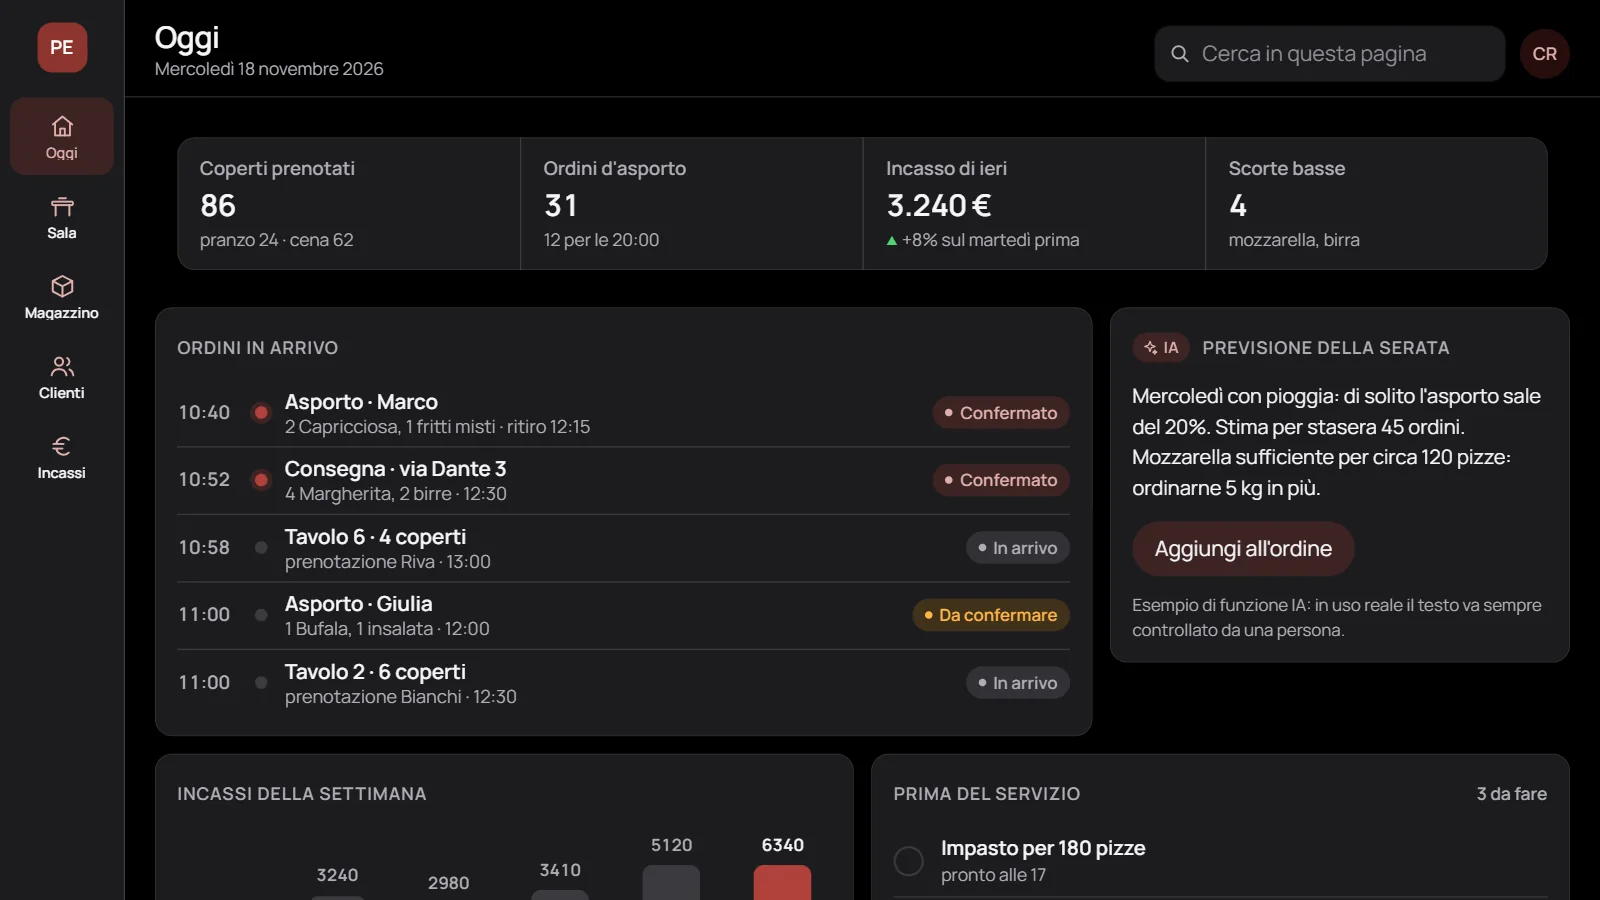 PE
Oggi
Sala
Magazzino
Clienti
Incassi
Oggi
Mercoledì 18 novembre 2026
Cerca in questa pagina
CR
Coperti prenotati
86
pranzo 24 · cena 62
Ordini d'asporto
31
12 per le 20:00
Incasso di ieri
3.240 €
▲ +8% sul martedì prima
Scorte basse
4
mozzarella, birra
ORDINI IN ARRIVO
10:40
Asporto · Marco
2 Capricciosa, 1 fritti misti · ritiro 12:15
Confermato
10:52
Consegna · via Dante 3
4 Margherita, 2 birre · 12:30
Confermato
10:58
Tavolo 6 · 4 coperti
prenotazione Riva · 13:00
In arrivo
11:00
Asporto · Giulia
1 Bufala, 1 insalata · 12:00
Da confermare
11:00
Tavolo 2 · 6 coperti
prenotazione Bianchi · 12:30
In arrivo
IA
PREVISIONE DELLA SERATA
Mercoledì con pioggia: di solito l'asporto sale
del 20%. Stima per stasera 45 ordini.
Mozzarella sufficiente per circa 120 pizze:
ordinarne 5 kg in più.
Aggiungi all'ordine
Esempio di funzione IA: in uso reale il testo va sempre
controllato da una persona.
INCASSI DELLA SETTIMANA
3240
2980
3410
5120
6340
PRIMA DEL SERVIZIO
3 da fare
Impasto per 180 pizze
pronto alle 17